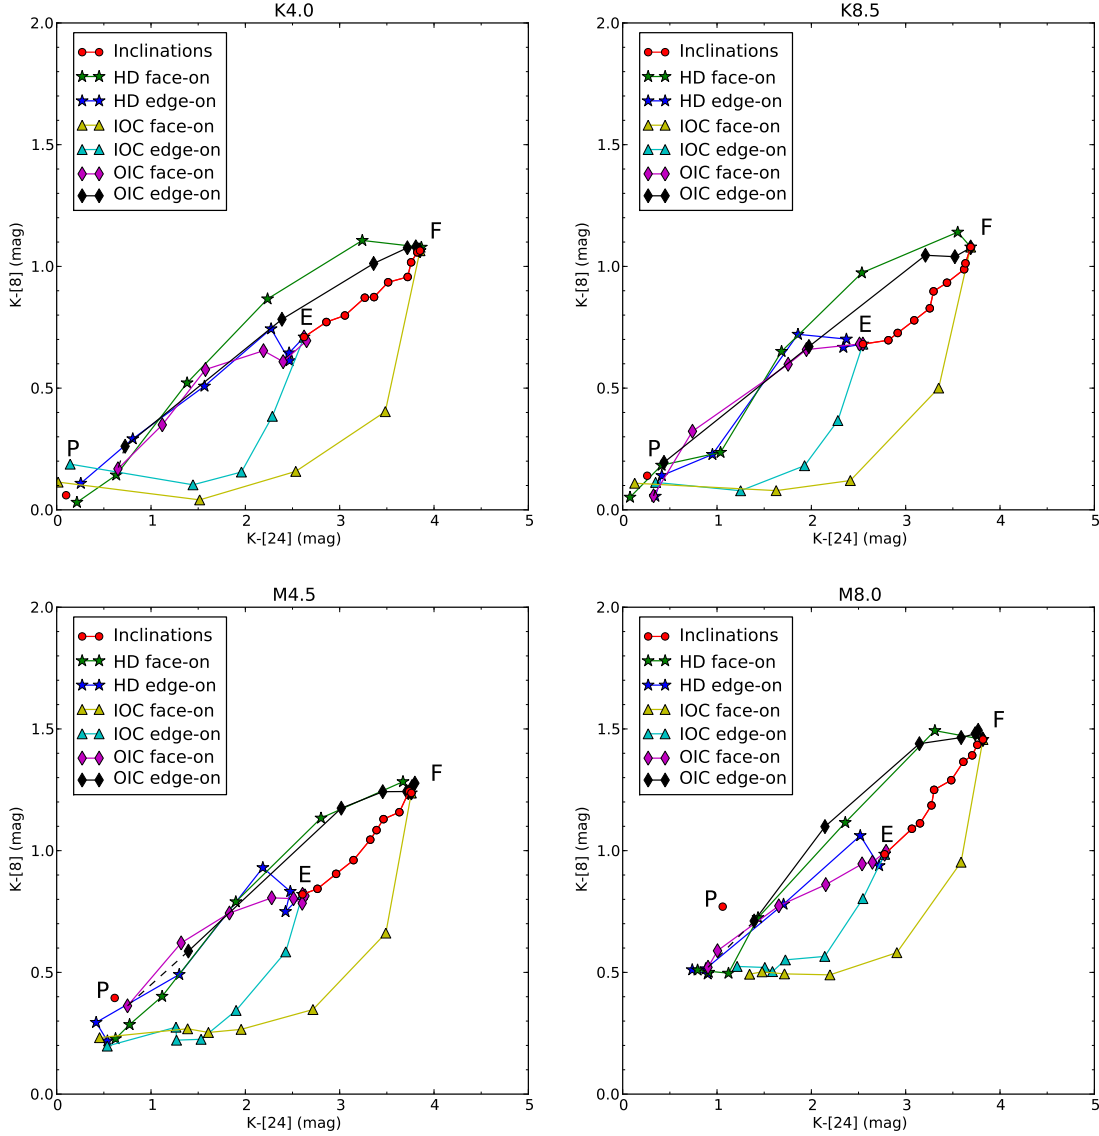 K4.0
2.0
1.5
1.0
0.5
0.0
K-[8] (mag)
Inclinations
HD face-on
HD edge-on
IOC face-on
IOC edge-on
OIC face-on
OIC edge-on
F
E
P
0 1 2 3 4 5
K-[24] (mag)
K8.5
2.0
1.5
1.0
0.5
0.0
K-[8] (mag)
Inclinations
HD face-on
HD edge-on
IOC face-on
IOC edge-on
OIC face-on
OIC edge-on
F
E
P
0 1 2 3 4 5
K-[24] (mag)
M4.5
2.0
1.5
1.0
0.5
0.0
K-[8] (mag)
Inclinations
HD face-on
HD edge-on
IOC face-on
IOC edge-on
OIC face-on
OIC edge-on
F
E
P
0 1 2 3 4 5
K-[24] (mag)
M8.0
2.0
1.5
1.0
0.5
0.0
K-[8] (mag)
Inclinations
HD face-on
HD edge-on
IOC face-on
IOC edge-on
OIC face-on
OIC edge-on
F
E
P
0 1 2 3 4 5
K-[24] (mag)